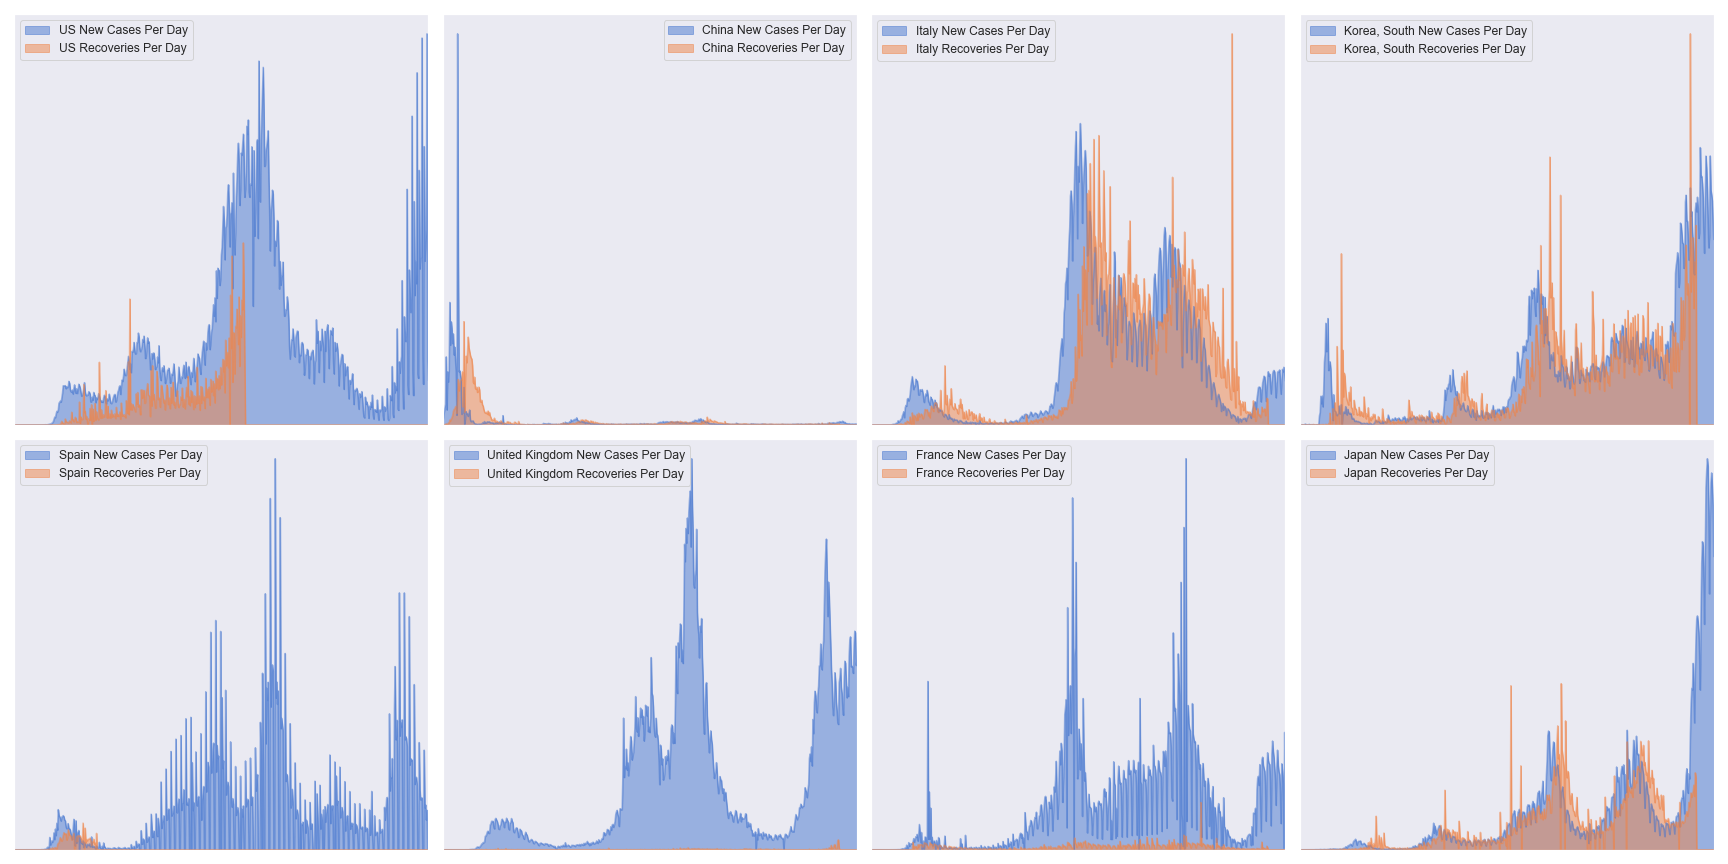 US New Cases Per Day
US Recoveries Per Day
China New Cases Per Day
China Recoveries Per Day
Italy New Cases Per Day
Italy Recoveries Per Day
Korea, South New Cases Per Day
Korea, South Recoveries Per Day
Spain New Cases Per Day
Spain Recoveries Per Day
United Kingdom New Cases Per Day
United Kingdom Recoveries Per Day
France New Cases Per Day
France Recoveries Per Day
Japan New Cases Per Day
Japan Recoveries Per Day